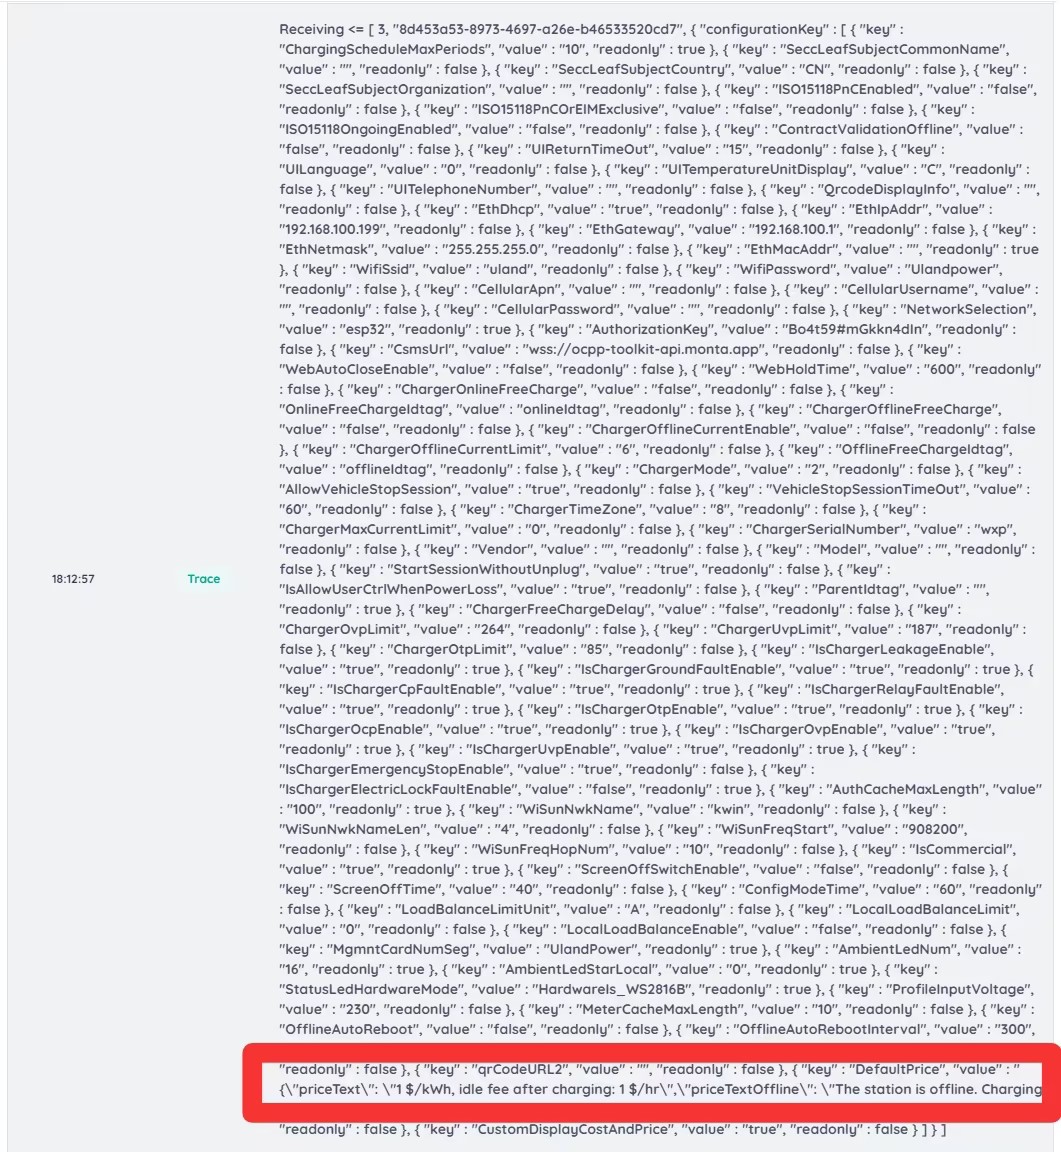 Receiving <= [ 3, "8d453a53-8973-4697-a26e-b46533520cd7", { "configurationKey" : [ { "key" :
"ChargingScheduleMaxPeriods", "value" : "10", "readonly" : true }, { "key" : "SeccLeafSubjectCommonName",
"value" : "", "readonly" : false }, { "key" : "SeccLeafSubjectCountry", "value" : "CN", "readonly" : false }, { "key" :
"SeccLeafSubjectOrganization", "value" : "", "readonly" : false }, { "key" : "ISO15118PnCEnabled", "value" : "false",
"readonly" : false }, { "key" : "ISO15118PnCOrEIMExclusive", "value" : "false", "readonly" : false }, { "key" :
"ISO15118OngoingEnabled", "value" : "false", "readonly" : false }, { "key" : "ContractValidationOffline", "value" :
"false", "readonly" : false }, { "key" : "UIReturnTimeOut", "value" : "15", "readonly" : false }, { "key" :
"UILanguage", "value" : "0", "readonly" : false }, { "key" : "UITemperatureUnitDisplay", "value" : "C", "readonly" :
false }, { "key" : "UITelephoneNumber", "value" : "", "readonly" : false }, { "key" : "QrcodeDisplayInfo", "value" : "",
"readonly" : false }, { "key" : "EthDhcp", "value" : "true", "readonly" : false }, { "key" : "EthIpAddr", "value" :
"192.168.100.199", "readonly" : false }, { "key" : "EthGateway", "value" : "192.168.100.1", "readonly" : false }, { "key" :
"EthNetmask", "value" : "255.255.255.0", "readonly" : false }, { "key" : "EthMacAddr", "value" : "", "readonly" : true
}, { "key" : "WifiSsid", "value" : "uland", "readonly" : false }, { "key" : "WifiPassword", "value" : "Ulandpower",
"readonly" : false }, { "key" : "CellularApn", "value" : "", "readonly" : false }, { "key" : "CellularUsername", "value" :
"", "readonly" : false }, { "key" : "CellularPassword", "value" : "", "readonly" : false }, { "key" : "NetworkSelection",
"value" : "esp32", "readonly" : true }, { "key" : "AuthorizationKey", "value" : "Bo4t59#mGkkn4dIn", "readonly" :
false }, { "key" : "CsmsUrl", "value" : "wss://ocpp-toolkit-api.monta.app", "readonly" : false }, { "key" :
"WebAutoCloseEnable", "value" : "false", "readonly" : false }, { "key" : "WebHoldTime", "value" : "600", "readonly"
: false }, { "key" : "ChargerOnlineFreeCharge", "value" : "false", "readonly" : false }, { "key" :
"OnlineFreeChargeIdtag", "value" : "onlineIdtag", "readonly" : false }, { "key" : "ChargerOfflineFreeCharge",
"value" : "false", "readonly" : false }, { "key" : "ChargerOfflineCurrentEnable", "value" : "false", "readonly" : false
}, { "key" : "ChargerOfflineCurrentLimit", "value" : "6", "readonly" : false }, { "key" : "OfflineFreeChargeIdtag",
"value" : "offlineIdtag", "readonly" : false }, { "key" : "ChargerMode", "value" : "2", "readonly" : false }, { "key" :
"AllowVehicleStopSession", "value" : "true", "readonly" : false }, { "key" : "VehicleStopSessionTimeOut", "value" :
"60", "readonly" : false }, { "key" : "ChargerTimeZone", "value" : "8", "readonly" : false }, { "key" :
"ChargerMaxCurrentLimit", "value" : "0", "readonly" : false }, { "key" : "ChargerSerialNumber", "value" : "wxp",
"readonly" : false }, { "key" : "Vendor", "value" : "", "readonly" : false }, { "key" : "Model", "value" : "", "readonly" :
false }, { "key" : "StartSessionWithoutUnplug", "value" : "true", "readonly" : false }, { "key" :
18:12:57 Trace "IsAllowUserCtrlWhenPowerLoss", "value" : "true", "readonly" : false }, { "key" : "ParentIdtag", "value" : "",
"readonly" : true }, { "key" : "ChargerFreeChargeDelay", "value" : "false", "readonly" : false }, { "key" :
"ChargerOvpLimit", "value" : "264", "readonly" : false }, { "key" : "ChargerUvpLimit", "value" : "187", "readonly" :
false }, { "key" : "ChargerOtpLimit", "value" : "85", "readonly" : false }, { "key" : "IsChargerLeakageEnable",
"value" : "true", "readonly" : true }, { "key" : "IsChargerGroundFaultEnable", "value" : "true", "readonly" : true }, {
"key" : "IsChargerCpFaultEnable", "value" : "true", "readonly" : true }, { "key" : "IsChargerRelayFaultEnable",
"value" : "true", "readonly" : true }, { "key" : "IsChargerOtpEnable", "value" : "true", "readonly" : true }, { "key" :
"IsChargerOcpEnable", "value" : "true", "readonly" : true }, { "key" : "IsChargerOvpEnable", "value" : "true",
"readonly" : true }, { "key" : "IsChargerUvpEnable", "value" : "true", "readonly" : true }, { "key" :
"IsChargerEmergencyStopEnable", "value" : "true", "readonly" : false }, { "key" :
"IsChargerElectricLockFaultEnable", "value" : "false", "readonly" : true }, { "key" : "AuthCacheMaxLength", "value"
: "100", "readonly" : true }, { "key" : "WiSunNwkName", "value" : "kwin", "readonly" : false }, { "key" :
"WiSunNwkNameLen", "value" : "4", "readonly" : false }, { "key" : "WiSunFreqStart", "value" : "908200",
"readonly" : false }, { "key" : "WiSunFreqHopNum", "value" : "10", "readonly" : false }, { "key" : "IsCommercial",
"value" : "true", "readonly" : true }, { "key" : "ScreenOffSwitchEnable", "value" : "false", "readonly" : false }, {
"key" : "ScreenOffTime", "value" : "40", "readonly" : false }, { "key" : "ConfigModeTime", "value" : "60", "readonly"
: false }, { "key" : "LoadBalanceLimitUnit", "value" : "A", "readonly" : false }, { "key" : "LocalLoadBalanceLimit",
"value" : "0", "readonly" : false }, { "key" : "LocalLoadBalanceEnable", "value" : "false", "readonly" : false }, {
"key" : "MgmntCardNumSeg", "value" : "UlandPower", "readonly" : true }, { "key" : "AmbientLedNum", "value" :
"16", "readonly" : true }, { "key" : "AmbientLedStarLocal", "value" : "0", "readonly" : true }, { "key" :
"StatusLedHardwareMode", "value" : "HardwareIs_WS2816B", "readonly" : true }, { "key" : "ProfileInputVoltage",
"value" : "230", "readonly" : false }, { "key" : "MeterCacheMaxLength", "value" : "10", "readonly" : false }, { "key" :
"OfflineAutoReboot", "value" : "false", "readonly" : false }, { "key" : "OfflineAutoRebootInterval", "value" : "300",
"readonly" : false }, { "key" : "qrCodeURL2", "value" : "", "readonly" : false }, { "key" : "DefaultPrice", "value" : "
{\"priceText\": \"1 $/kWh, idle fee after charging: 1 $/hr\",\"priceTextOffline\": \"The station is offline. Charging
"readonly" : false }, { "key" : "CustomDisplayCostAndPrice", "value" : "true", "readonly" : false } ] } ]